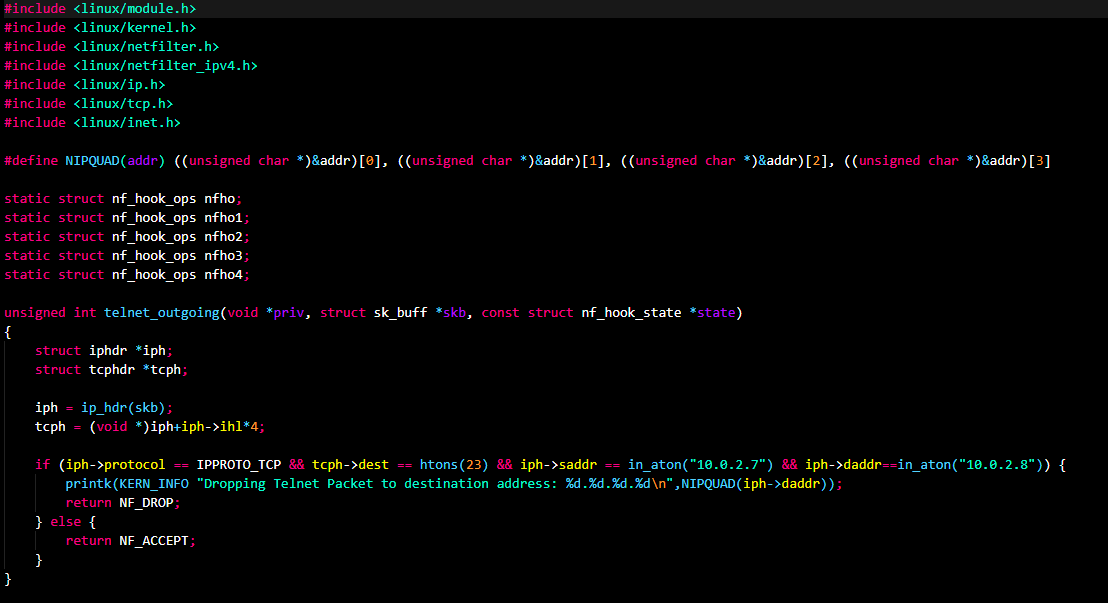 #include <linux/module.h>
#include <linux/kernel.h>
#include <linux/netfilter.h>
#include <linux/netfilter_ipv4.h>
#include <linux/ip.h>
#include <linux/tcp.h>
#include <linux/inet.h>

#define NIPQUAD(addr) ((unsigned char *)&addr)[0], ((unsigned char *)&addr)[1], ((unsigned char *)&addr)[2], ((unsigned char *)&addr)[3]

static struct nf_hook_ops nfho;
static struct nf_hook_ops nfho1;
static struct nf_hook_ops nfho2;
static struct nf_hook_ops nfho3;
static struct nf_hook_ops nfho4;

unsigned int telnet_outgoing(void *priv, struct sk_buff *skb, const struct nf_hook_state *state)
{
    struct iphdr *iph;
    struct tcphdr *tcph;

    iph = ip_hdr(skb);
    tcph = (void *)iph+iph->ihl*4;

    if (iph->protocol == IPPROTO_TCP && tcph->dest == htons(23) && iph->saddr == in_aton("10.0.2.7") && iph->daddr==in_aton("10.0.2.8")) {
        printk(KERN_INFO "Dropping Telnet Packet to destination address: %d.%d.%d.%d\n",NIPQUAD(iph->daddr));
        return NF_DROP;
    } else {
        return NF_ACCEPT;
    }
}